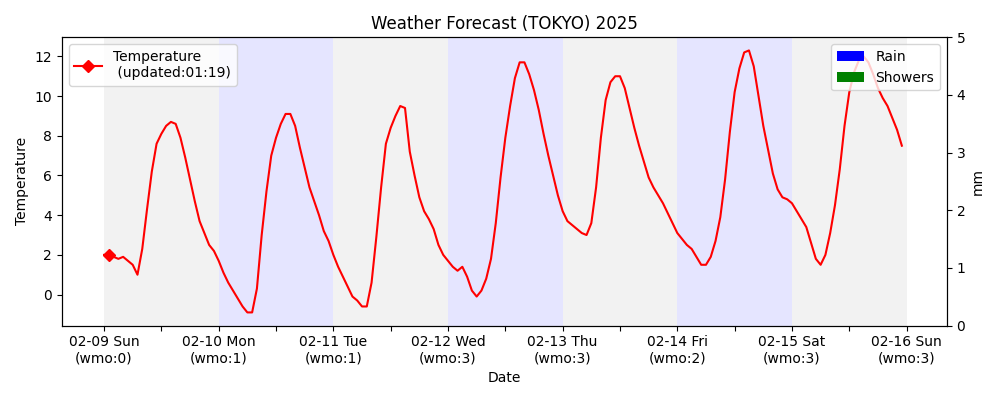 Weather Forecast (TOKYO) 2025
Temperature
(updated:01:19)
Rain
Showers
Temperature
12
10
8
6
4
2
0
5
4
3
2
1
0
mm
02-09 Sun
(wmo:0)
02-10 Mon
(wmo:1)
02-11 Tue
(wmo:1)
02-12 Wed
(wmo:3)
02-13 Thu
(wmo:3)
02-14 Fri
(wmo:2)
02-15 Sat
(wmo:3)
02-16 Sun
(wmo:3)
Date